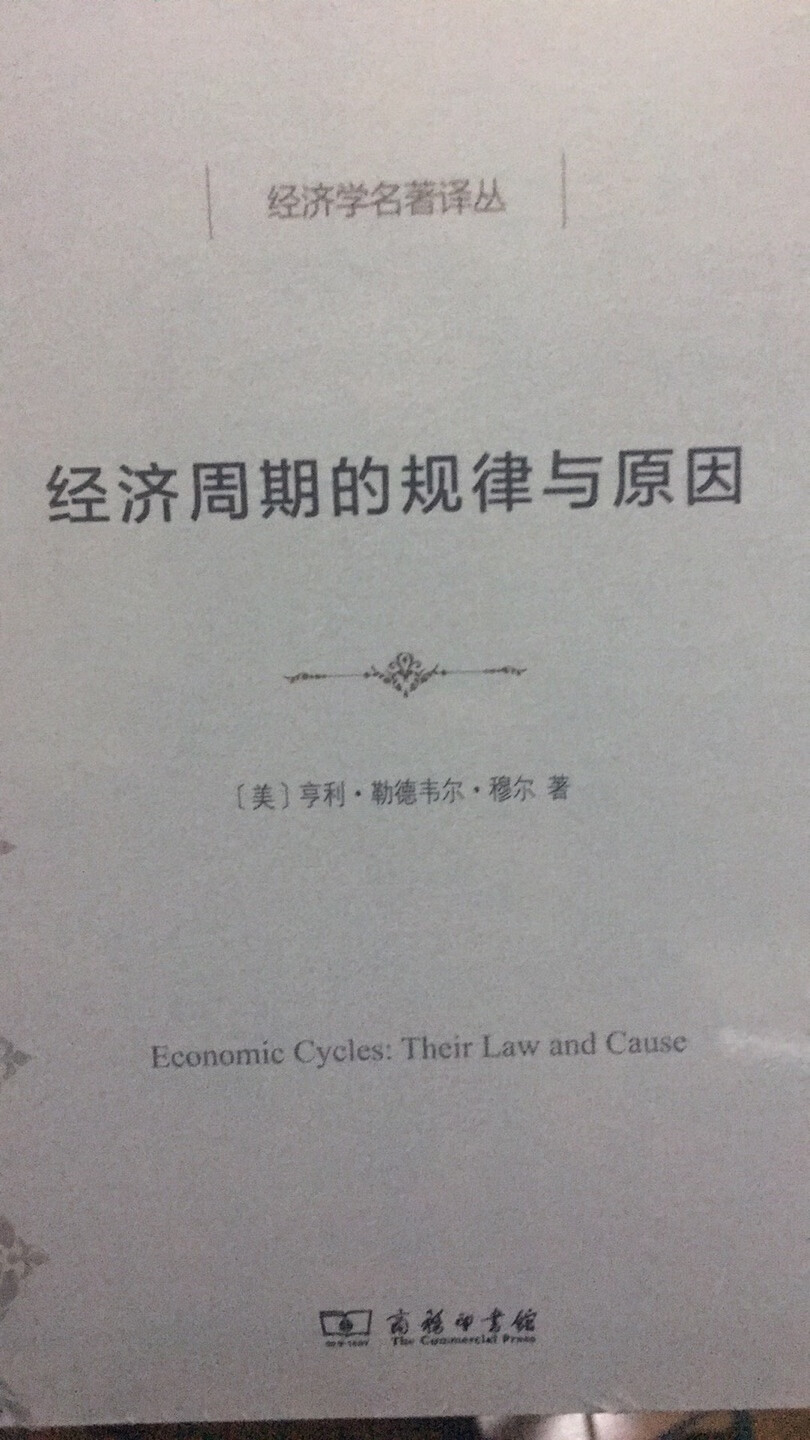 经济学名著译丛
经济周期的规律与原因
〔美〕亨利·勒德韦尔·穆尔 著
Economic Cycles: Their Law and Cause
商务印书馆
The Commercial Press